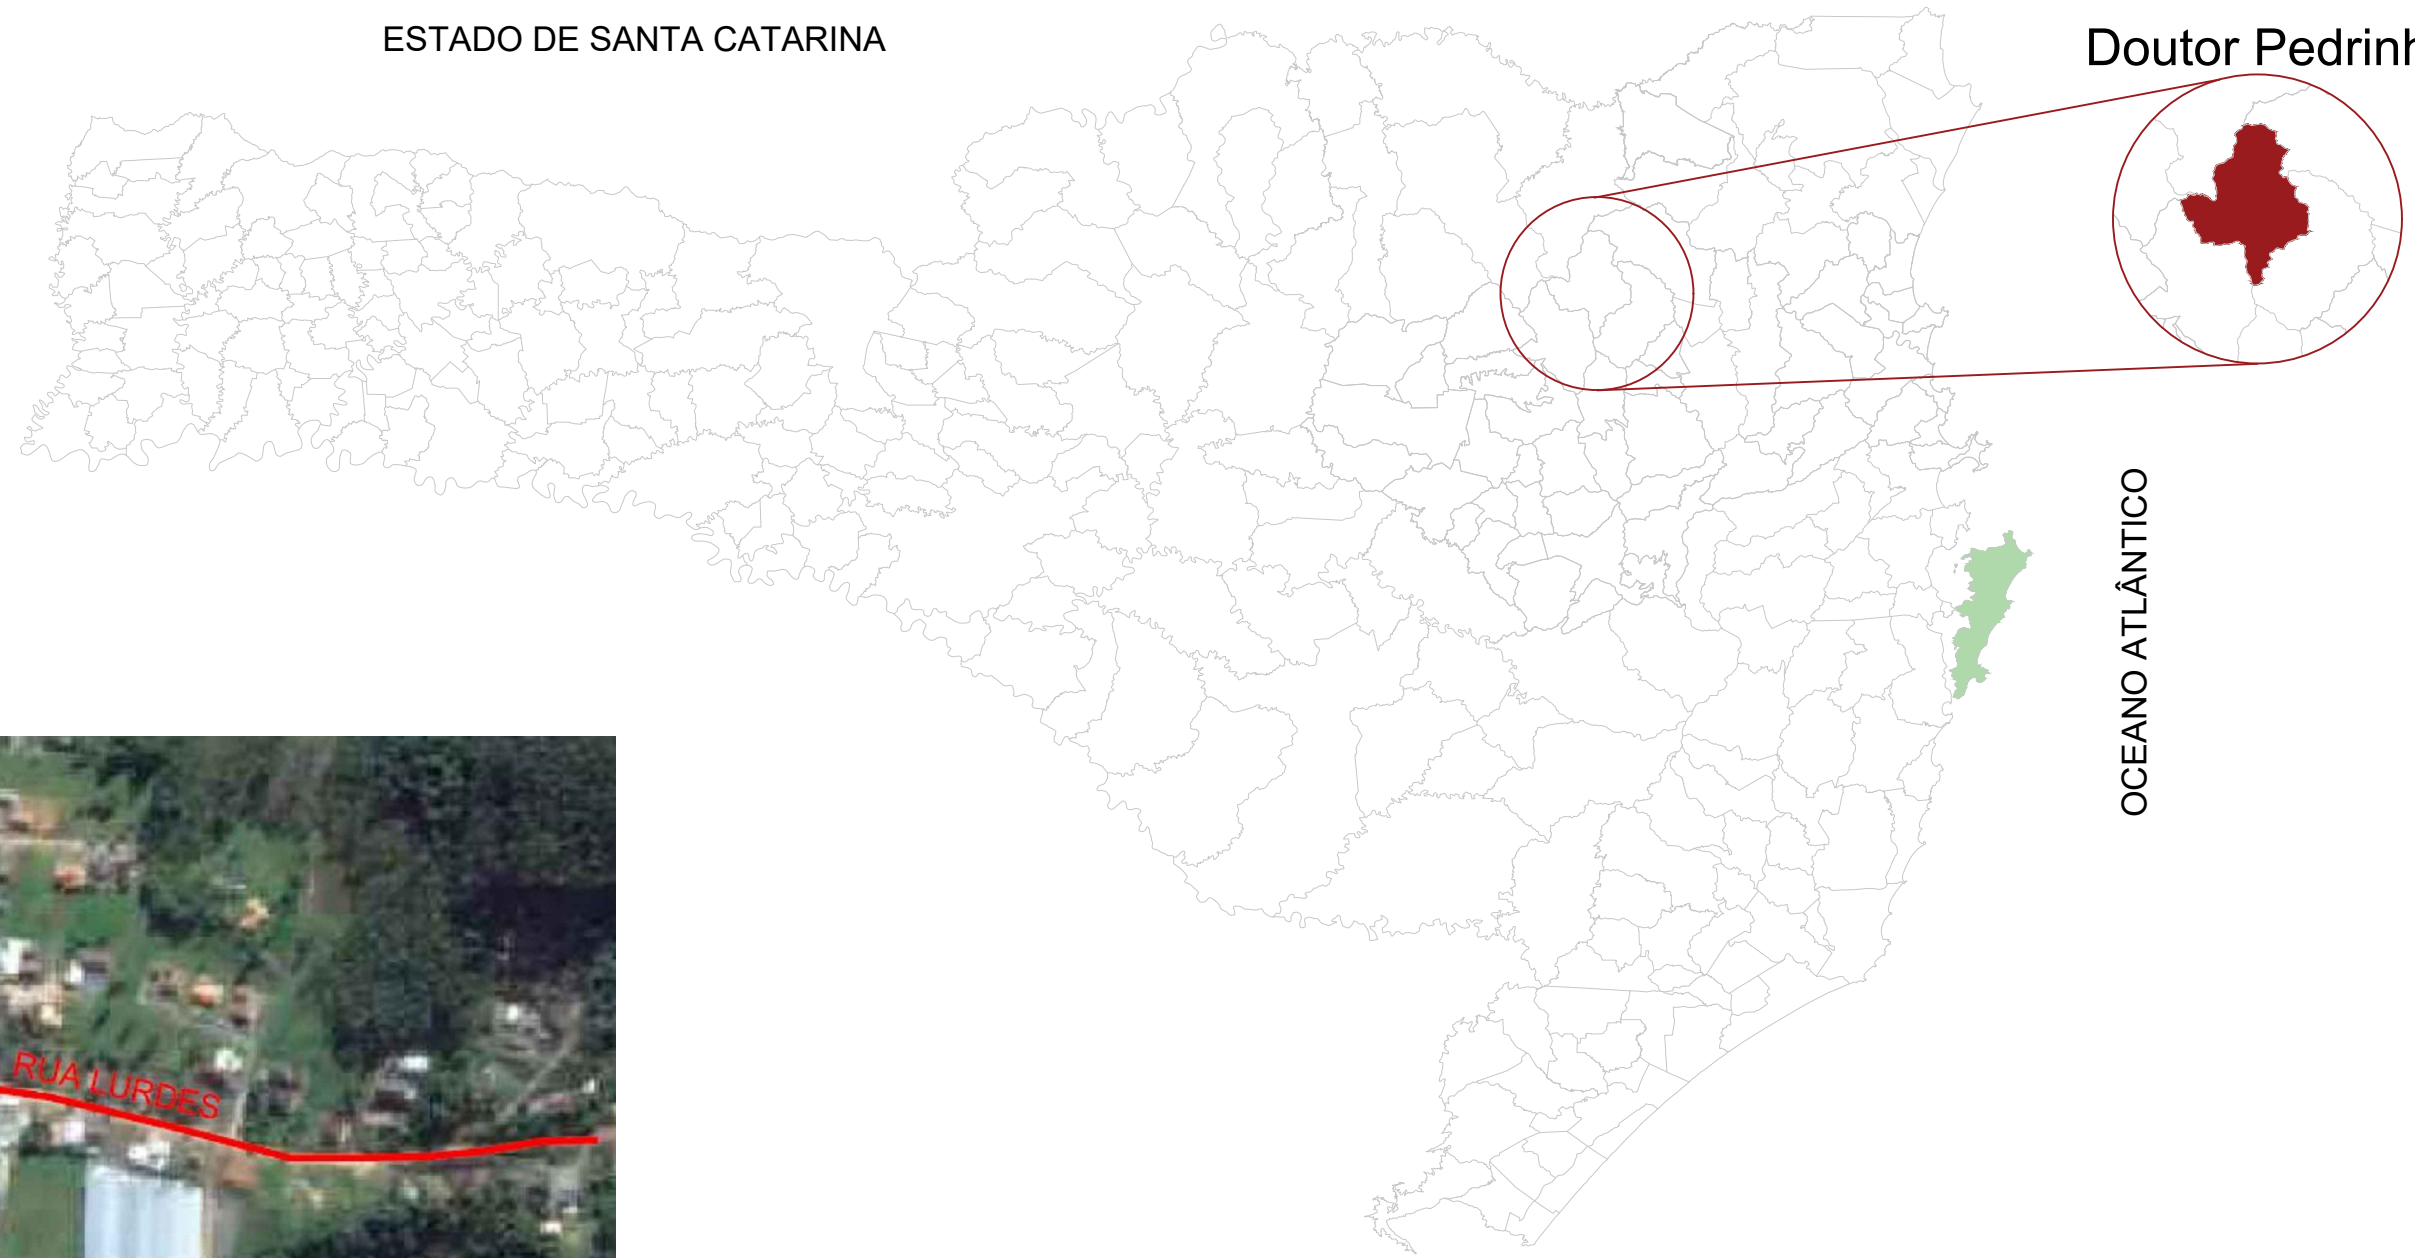 ESTADO DE SANTA CATARINA
Doutor Pedrinh
OCEANO ATLÂNTICO
RUA LURDES